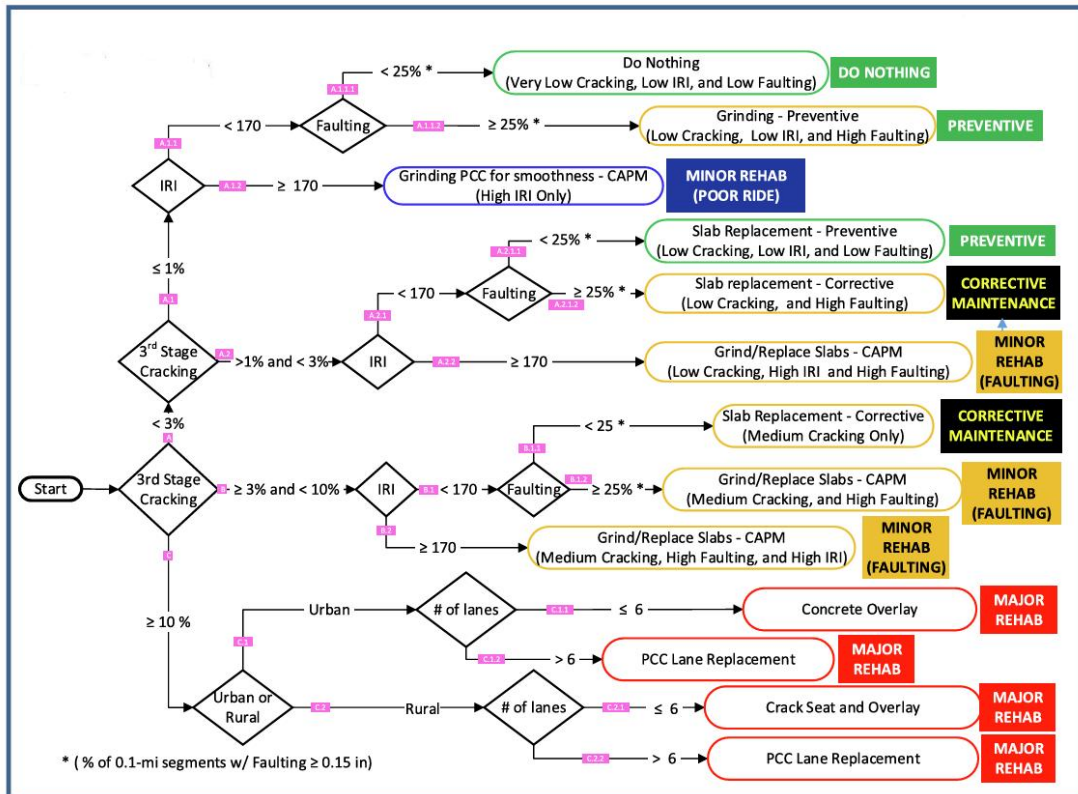 < 25% *
Do Nothing
(Very Low Cracking, Low IRI, and Low Faulting)
DO NOTHING
A.1.1.1
< 170
Faulting
A.1.1.2
≥ 25% *
Grinding - Preventive
(Low Cracking, Low IRI, and High Faulting)
PREVENTIVE
A.1.1
IRI
A.1.2
≥ 170
Grinding PCC for smoothness - CAPM
(High IRI Only)
MINOR REHAB
(POOR RIDE)
≤ 1%
A.1
< 25% *
Slab Replacement - Preventive
(Low Cracking, Low IRI, and Low Faulting)
PREVENTIVE
A.2.1.1
< 170
Faulting
≥ 25% *
A.2.1.2
Slab replacement - Corrective
(Low Cracking, and High Faulting)
CORRECTIVE
MAINTENANCE
A.2.1
3rd Stage
Cracking
A.2
>1% and < 3%
IRI
A.2.2
≥ 170
Grind/Replace Slabs - CAPM
(Low Cracking, High IRI and High Faulting)
MINOR
REHAB
(FAULTING)
< 3%
A
< 25 *
Slab Replacement - Corrective
(Medium Cracking Only)
CORRECTIVE
MAINTENANCE
B.1.1
Start
3rd Stage
Cracking
B
≥ 3% and < 10%
IRI
B.1
< 170
Faulting
B.1.2
≥ 25% *
Grind/Replace Slabs - CAPM
(Medium Cracking, and High Faulting)
MINOR
REHAB
(FAULTING)
B.2
≥ 170
Grind/Replace Slabs - CAPM
(Medium Cracking, High Faulting, and High IRI)
MINOR
REHAB
(FAULTING)
C
≥ 10 %
Urban
# of lanes
C.1.1
≤ 6
Concrete Overlay
MAJOR
REHAB
C.1
C.1.2
> 6
PCC Lane Replacement
MAJOR
REHAB
Urban or
Rural
C.2
Rural
# of lanes
C.2.1
≤ 6
Crack Seat and Overlay
MAJOR
REHAB
C.2.2
> 6
PCC Lane Replacement
MAJOR
REHAB
* ( % of 0.1-mi segments w/ Faulting ≥ 0.15 in)